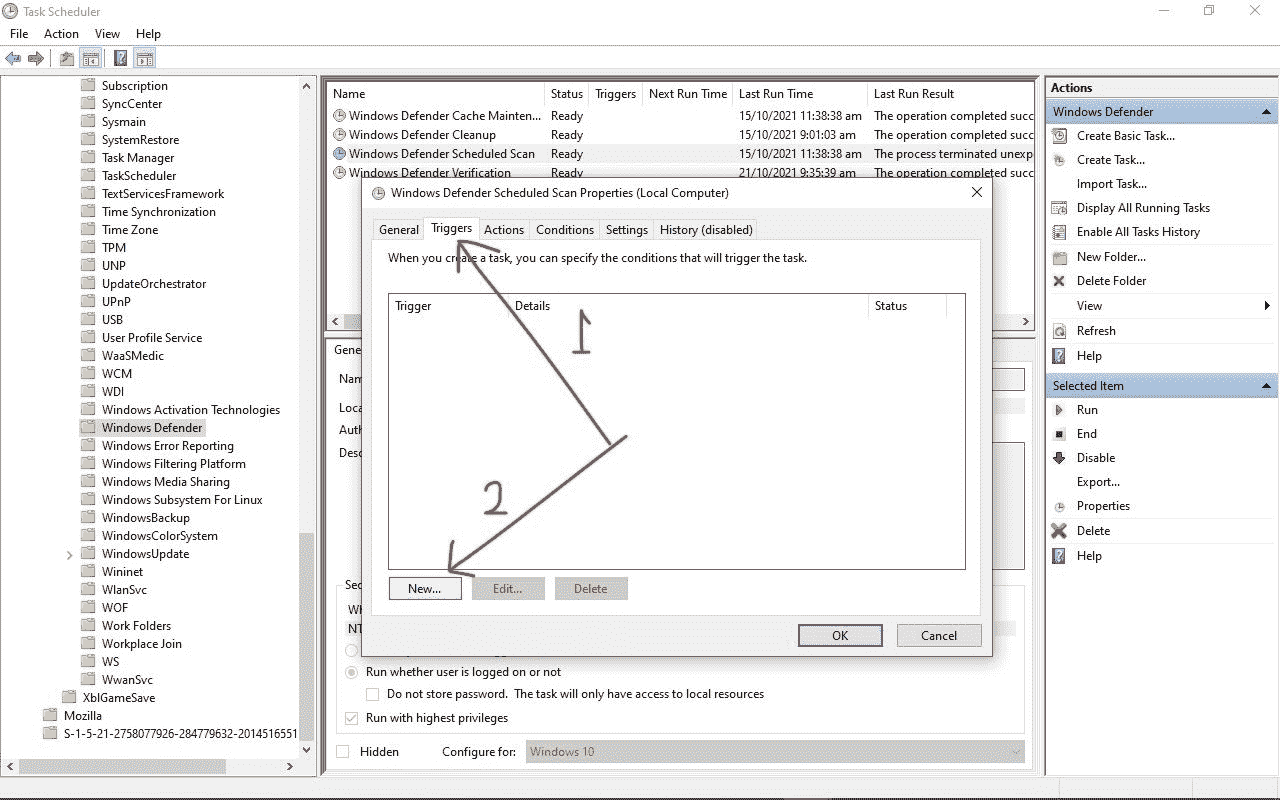 Task Scheduler
File Action View Help
Subscription
SyncCenter
Sysmain
SystemRestore
Task Manager
TaskScheduler
TextServicesFramework
Time Synchronization
Time Zone
TPM
UNP
UpdateOrchestrator
UPnP
USB
User Profile Service
WaaSMedic
WCM
WDI
Windows Activation Technologies
Windows Defender
Windows Error Reporting
Windows Filtering Platform
Windows Media Sharing
Windows Subsystem For Linux
WindowsBackup
WindowsColorSystem
WindowsUpdate
Wininet
WlanSvc
WOF
Work Folders
Workplace Join
WS
WwanSvc
XblGameSave
Mozilla
S-1-5-21-2758077926-284779632-2014516551
Name Status Triggers Next Run Time Last Run Time Last Run Result
Windows Defender Cache Mainten... Ready 15/10/2021 11:38:38 am The operation completed succ
Windows Defender Cleanup Ready 15/10/2021 9:01:03 am The operation completed succ
Windows Defender Scheduled Scan Ready 15/10/2021 11:38:38 am The process terminated unexp
Windows Defender Verification Ready 21/10/2021 9:35:39 am The operation completed succ
Windows Defender Scheduled Scan Properties (Local Computer)
General Triggers Actions Conditions Settings History (disabled)
When you create a task, you can specify the conditions that will trigger the task.
Trigger Details Status
1
2
New... Edit... Delete
OK Cancel
Gene
Nam
Loca
Auth
Desc
Sec
Wh
NT
Run whether user is logged on or not
Do not store password. The task will only have access to local resources
Run with highest privileges
Hidden Configure for: Windows 10
Actions
Windows Defender
Create Basic Task...
Create Task...
Import Task...
Display All Running Tasks
Enable All Tasks History
New Folder...
Delete Folder
View
Refresh
Help
Selected Item
Run
End
Disable
Export...
Properties
Delete
Help